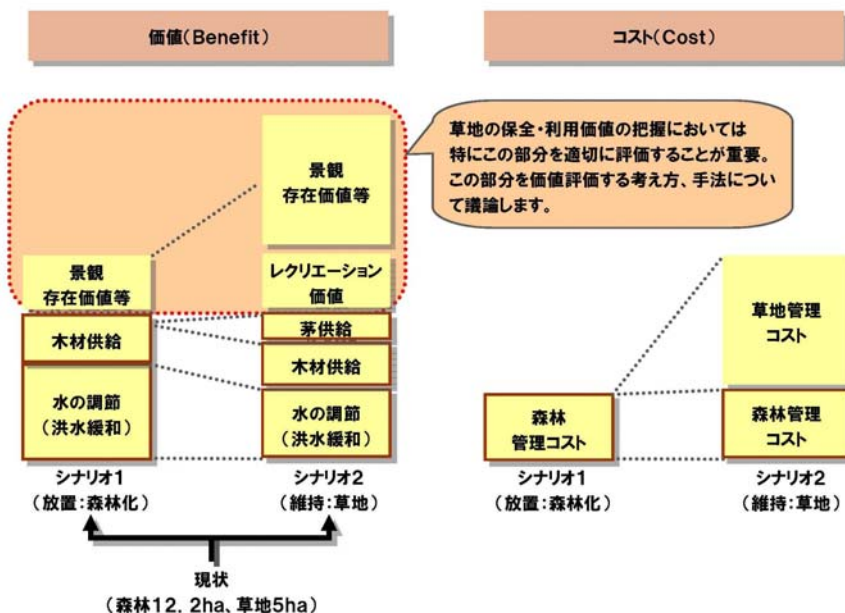 価値（Benefit）
コスト（Cost）
草地の保全・利用価値の把握においては
特にこの部分を適切に評価することが重要。
この部分を価値評価する考え方、手法につい
て議論します。
景観
存在価値等
景観
存在価値等
レクリエーション
価値
木材供給
茅供給
木材供給
水の調節
（洪水緩和）
水の調節
（洪水緩和）
シナリオ1
（放置：森林化）
シナリオ2
（維持：草地）
現状
（森林12．2ha、草地5ha）
草地管理
コスト
森林
管理コスト
森林管理
コスト
シナリオ1
（放置：森林化）
シナリオ2
（維持：草地）